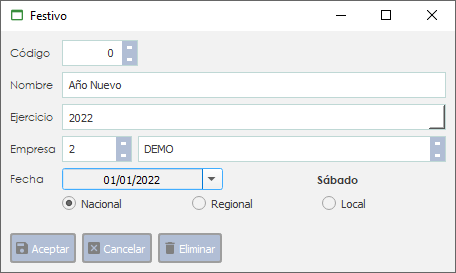 Festivo
Código 0
Nombre Año Nuevo
Ejercicio 2022
Empresa 2 DEMO
Fecha 01/01/2022 Sábado
Nacional Regional Local
Aceptar Cancelar Eliminar